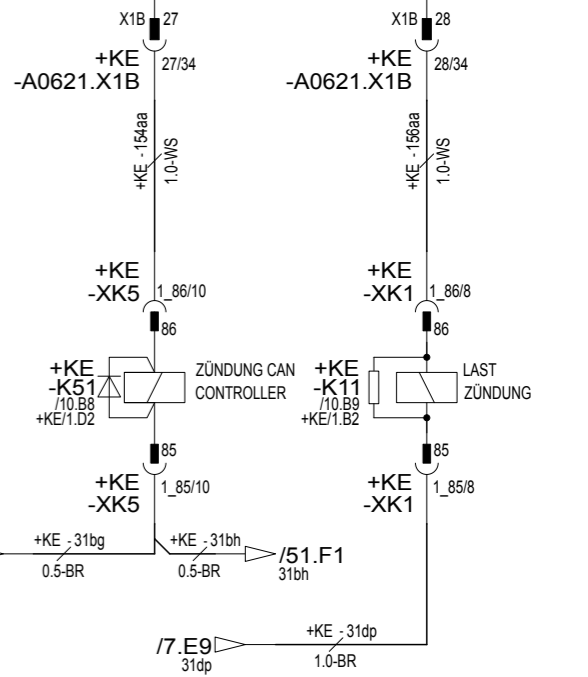 X1B 27
+KE
-A0621.X1B
27/34
+KE - 154aa
1.0-WS
+KE
-XK5
1_86/10
86
+KE
-K51
/10.B8
+KE/1.D2
ZÜNDUNG CAN
CONTROLLER
85
+KE
-XK5
1_85/10
+KE - 31bg
0.5-BR
+KE - 31bh
0.5-BR
/51.F1
31bh
X1B 28
+KE
-A0621.X1B
28/34
+KE - 156aa
1.0-WS
+KE
-XK1
1_86/8
86
+KE
-K11
/10.B9
+KE/1.B2
LAST
ZÜNDUNG
85
+KE
-XK1
1_85/8
/7.E9
31dp
+KE - 31dp
1.0-BR